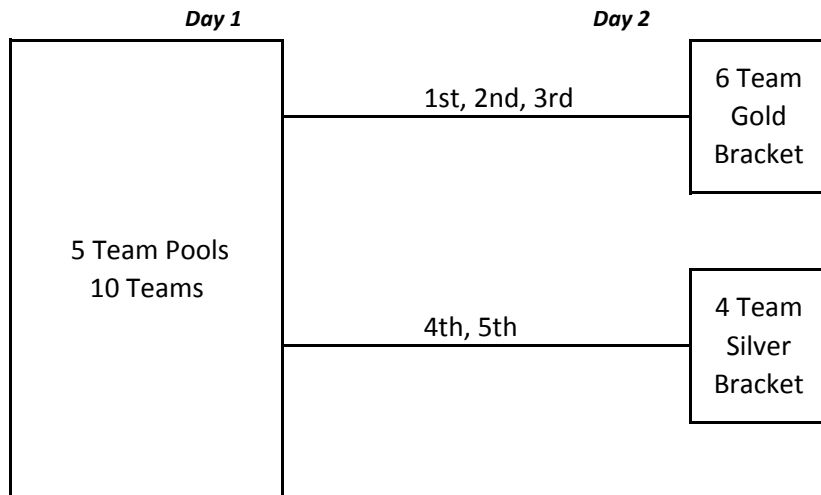 Day 1
Day 2
1st, 2nd, 3rd
6 Team
Gold
Bracket
5 Team Pools
10 Teams
4th, 5th
4 Team
Silver
Bracket